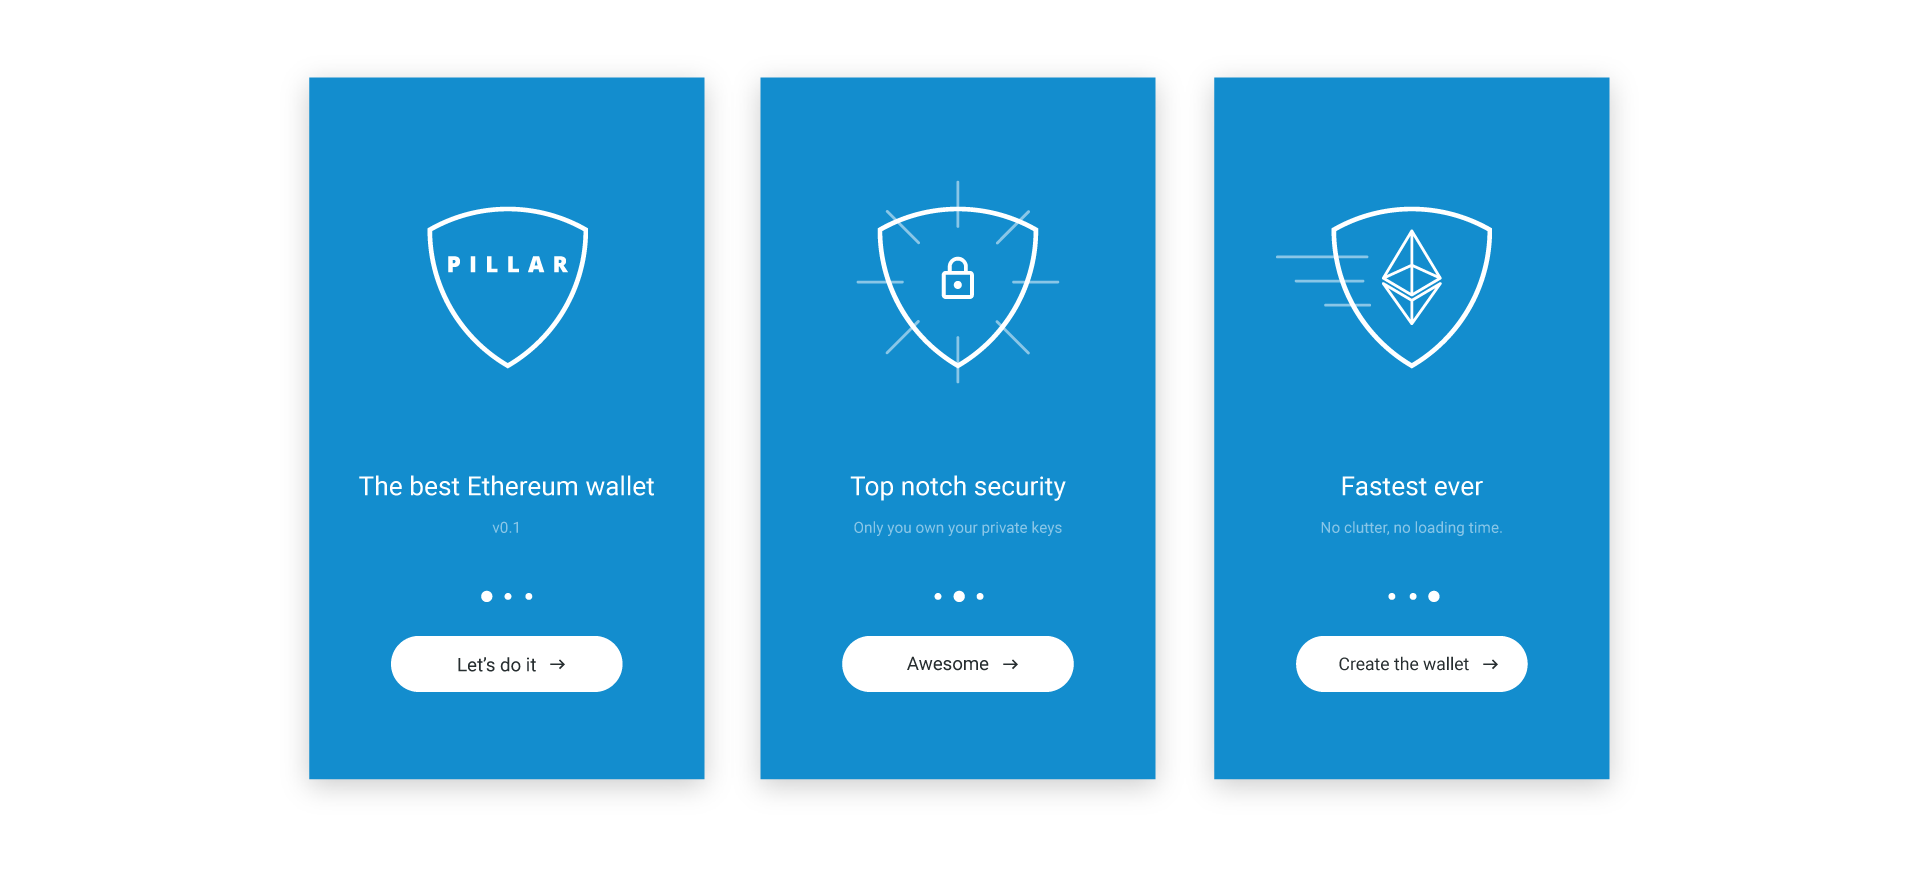 PILLAR
The best Ethereum wallet
v0.1
Let’s do it →
Top notch security
Only you own your private keys
Awesome →
Fastest ever
No clutter, no loading time.
Create the wallet →